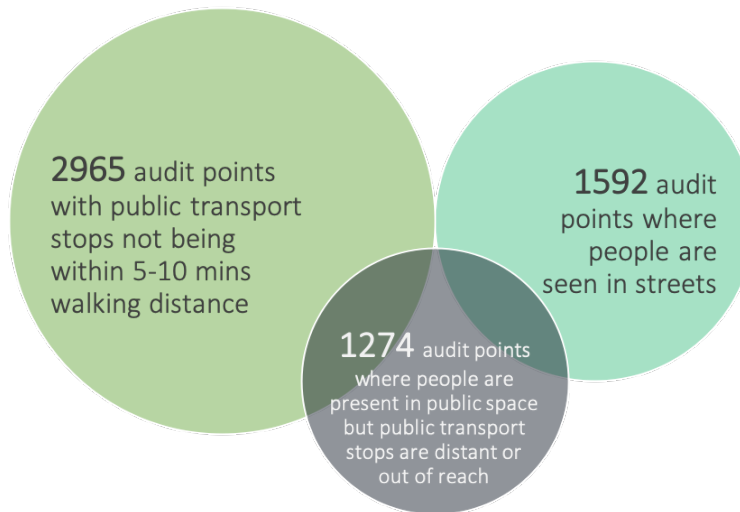 2965 audit points
with public transport
stops not being
within 5-10 mins
walking distance
1592 audit
points where
people are
seen in streets
1274 audit points
where people are
present in public space
but public transport
stops are distant or
out of reach